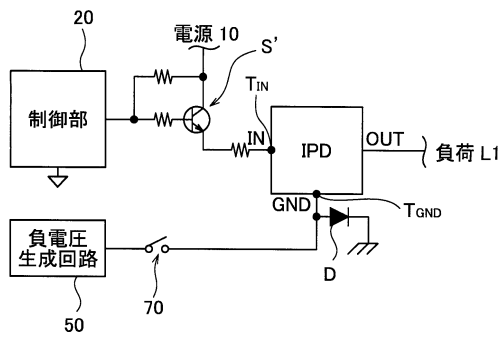 20
電源 10
S'
制御部
TIN
IN
IPD
OUT
負荷 L1
GND
TGND
D
負電圧
生成回路
70
50